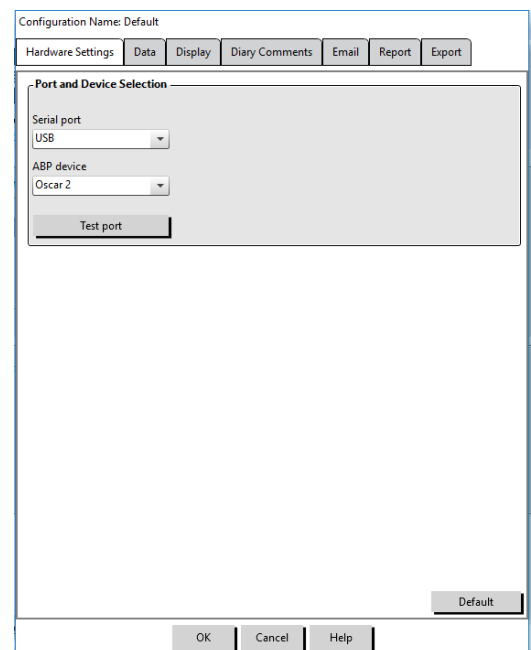 Configuration Name: Default
Hardware Settings Data Display Diary Comments Email Report Export
Port and Device Selection
Serial port
USB
ABP device
Oscar 2
Test port
Default
OK Cancel Help